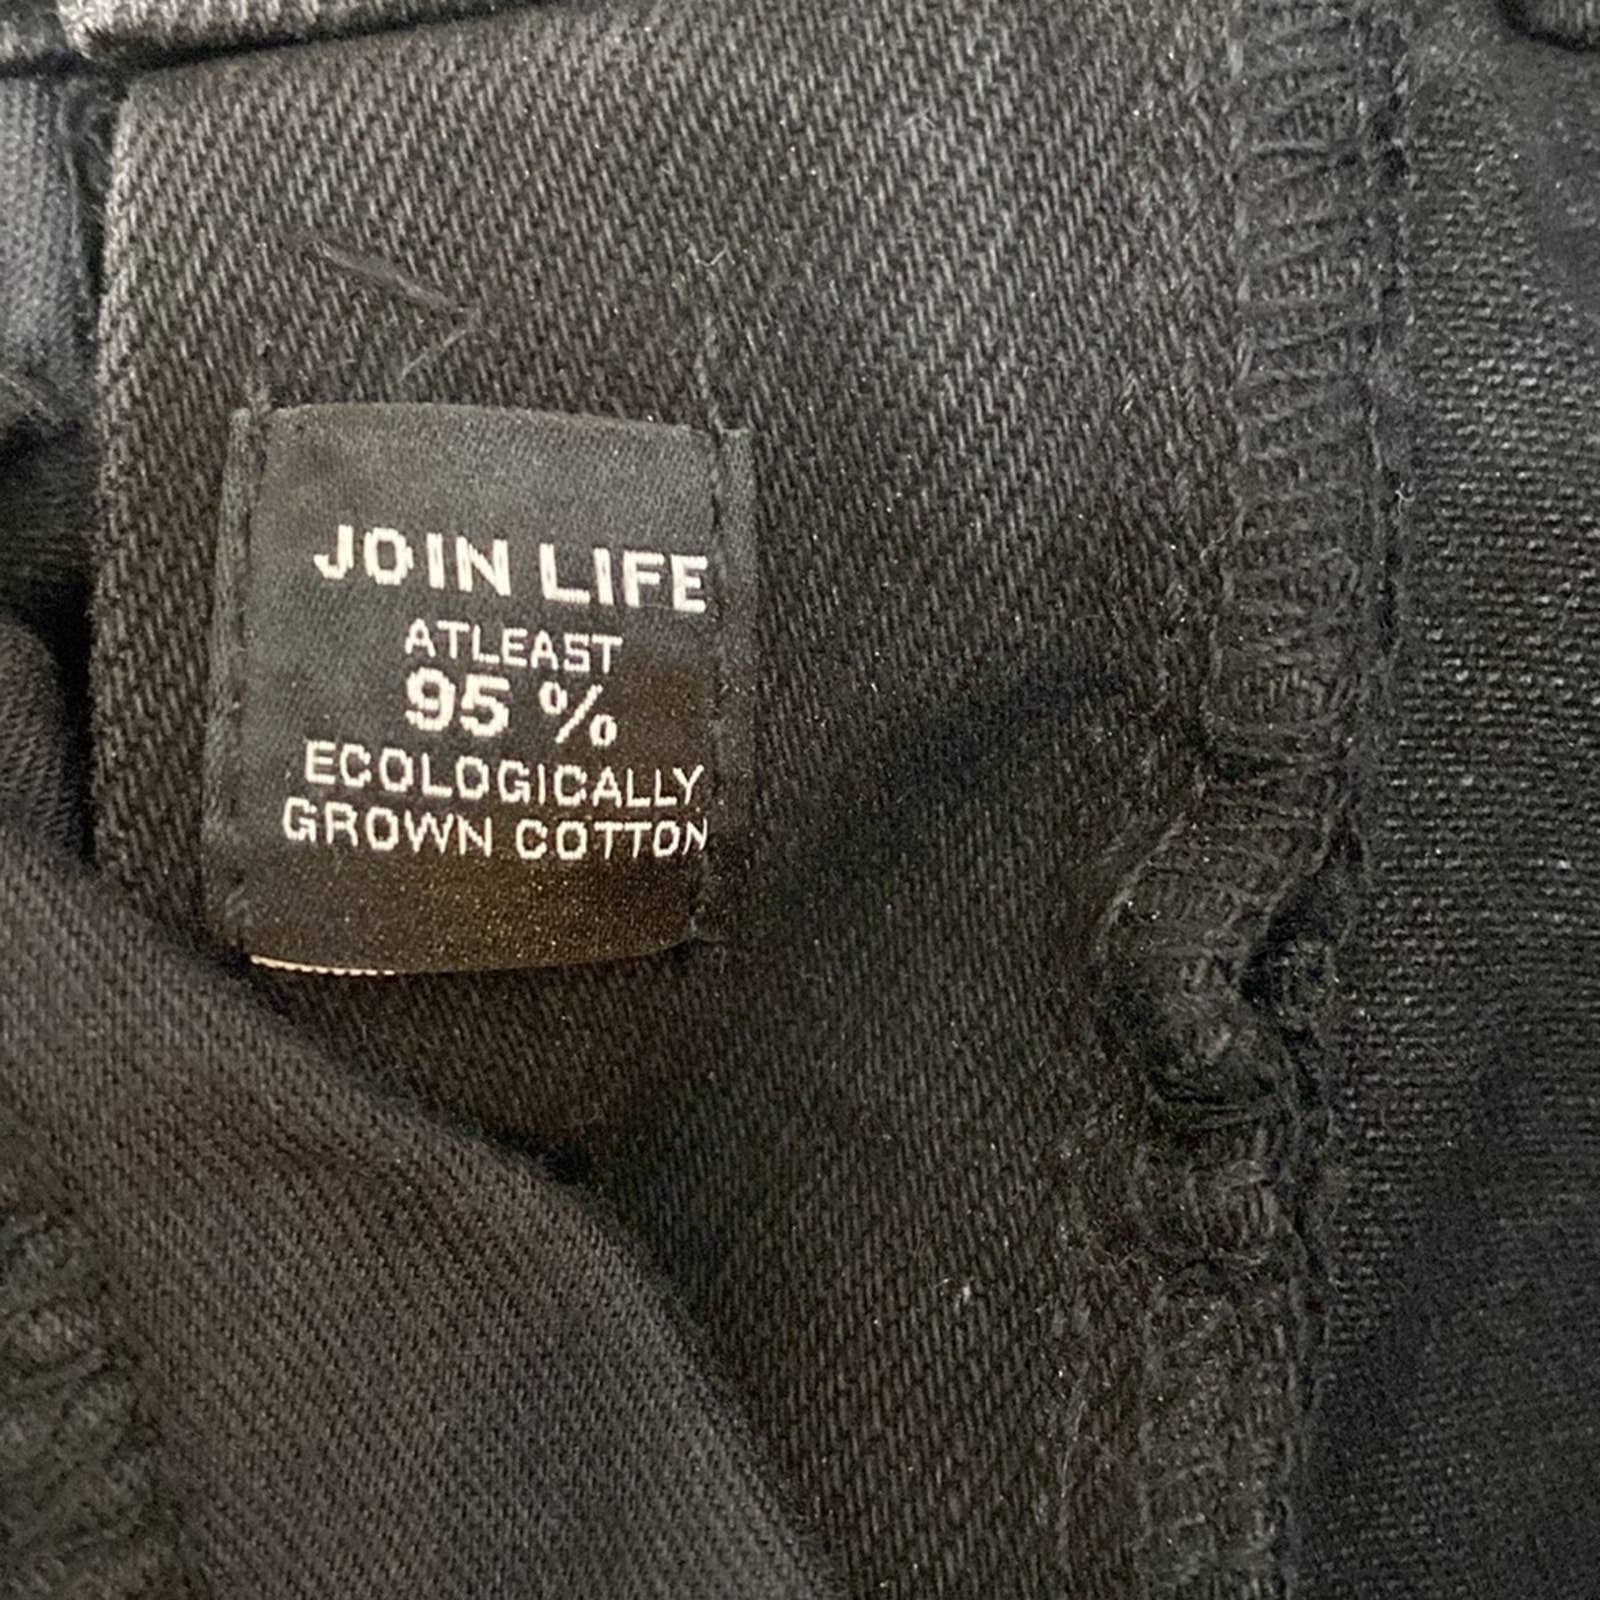 JOIN LIFE
ATLEAST
95 %
ECOLOGICALLY
GROWN COTTON